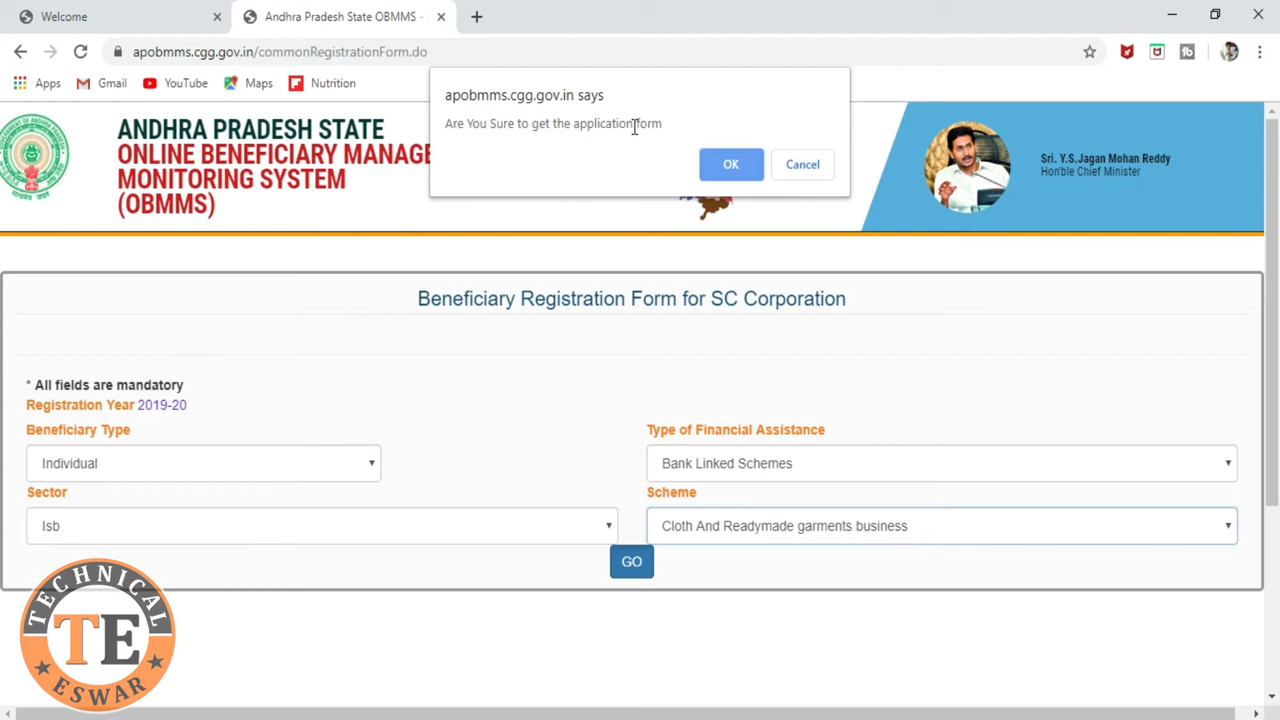 Welcome
Andhra Pradesh State OBMMS -
apobmms.cgg.gov.in/commonRegistrationForm.do
Apps
Gmail
YouTube
Maps
Nutrition
apobmms.cgg.gov.in says
Are You Sure to get the application form
OK
Cancel
ANDHRA PRADESH STATE
ONLINE BENEFICIARY MANAGE
MONITORING SYSTEM
(OBMMS)
Sri. Y.S.Jagan Mohan Reddy
Hon'ble Chief Minister
Beneficiary Registration Form for SC Corporation
* All fields are mandatory
Registration Year 2019-20
Beneficiary Type
Type of Financial Assistance
Individual
Bank Linked Schemes
Sector
Scheme
Isb
Cloth And Readymade garments business
GO
TECHNICAL
TE
ESWAR